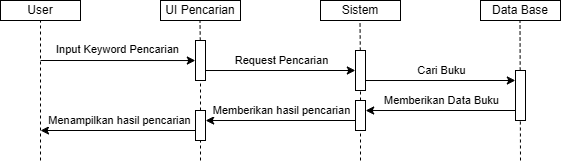 User
UI Pencarian
Sistem
Data Base
Input Keyword Pencarian
Request Pencarian
Cari Buku
Memberikan Data Buku
Memberikan hasil pencarian
Menampilkan hasil pencarian